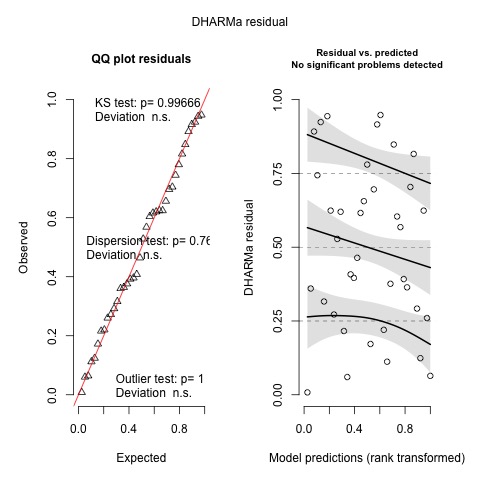 DHARMa residual
QQ plot residuals
KS test: p= 0.99666
Deviation n.s.
Dispersion test: p= 0.76
Deviation n.s.
Outlier test: p= 1
Deviation n.s.
Observed
0.0 0.2 0.4 0.6 0.8 1.0
0.0 0.4 0.8
Expected
Residual vs. predicted
No significant problems detected
DHARMa residual
0.00 0.25 0.50 0.75 1.00
0.0 0.4 0.8
Model predictions (rank transformed)